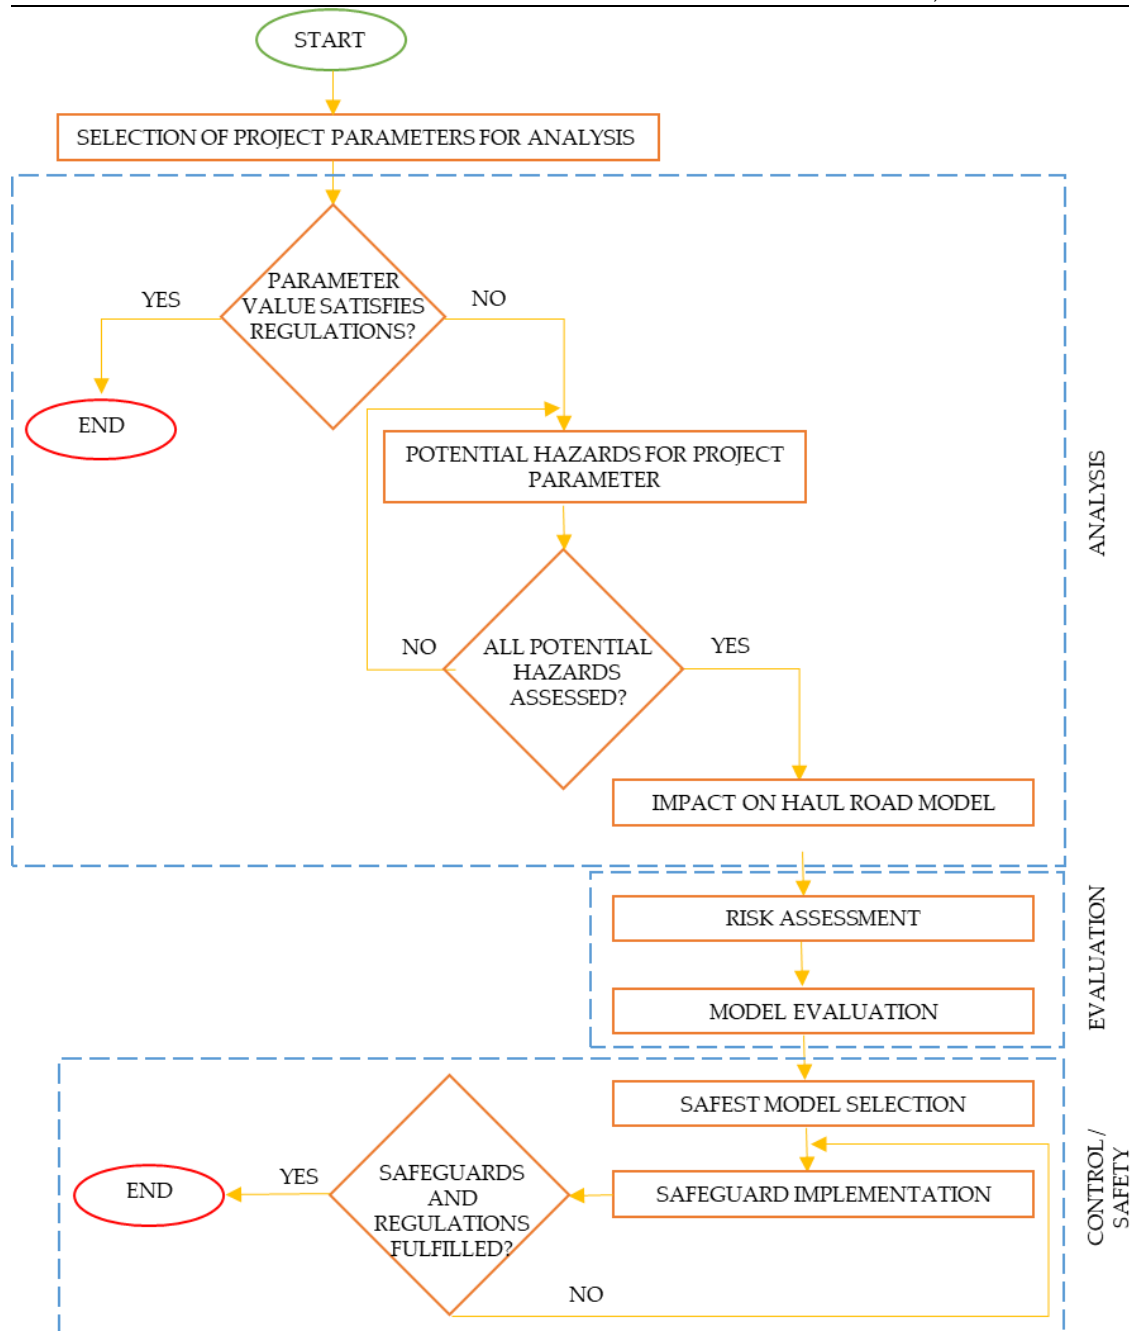 START
SELECTION OF PROJECT PARAMETERS FOR ANALYSIS
PARAMETER
VALUE SATISFIES
REGULATIONS?
YES
NO
END
POTENTIAL HAZARDS FOR PROJECT
PARAMETER
ANALYSIS
ALL POTENTIAL
HAZARDS
ASSESSED?
NO
YES
IMPACT ON HAUL ROAD MODEL
RISK ASSESSMENT
MODEL EVALUATION
EVALUATION
SAFEST MODEL SELECTION
SAFEGUARD IMPLEMENTATION
CONTROL /
SAFETY
SAFEGUARDS
AND
REGULATIONS
FULFILLED?
YES
END
NO